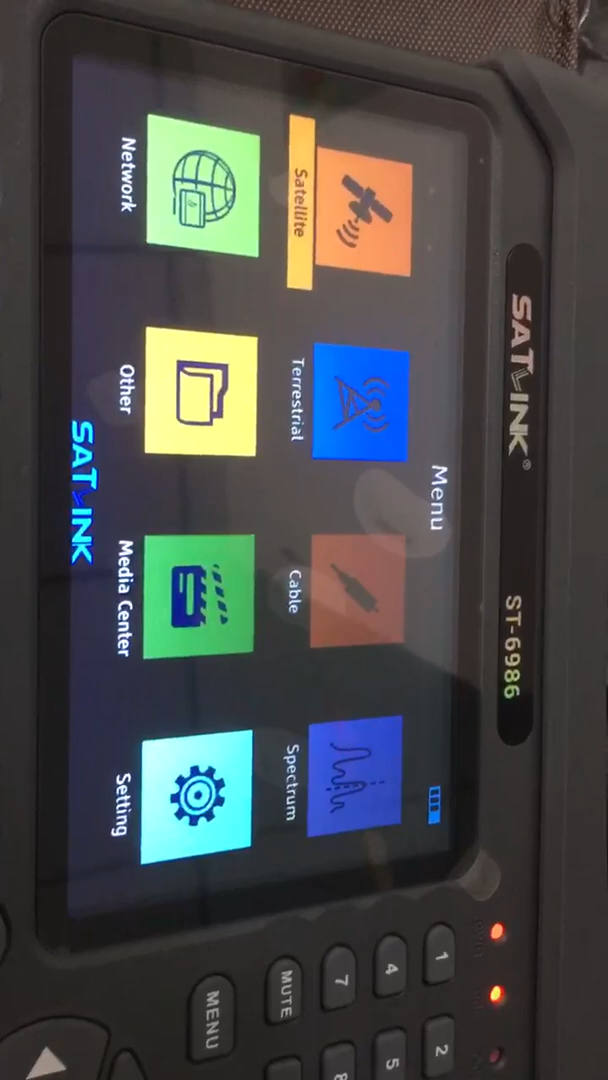 SATLINK®
ST-6986
Menu
Satellite
Terrestrial
Cable
Spectrum
Network
Other
Media Center
Setting
SATLINK
1
2
4
5
7
8
MUTE
MENU